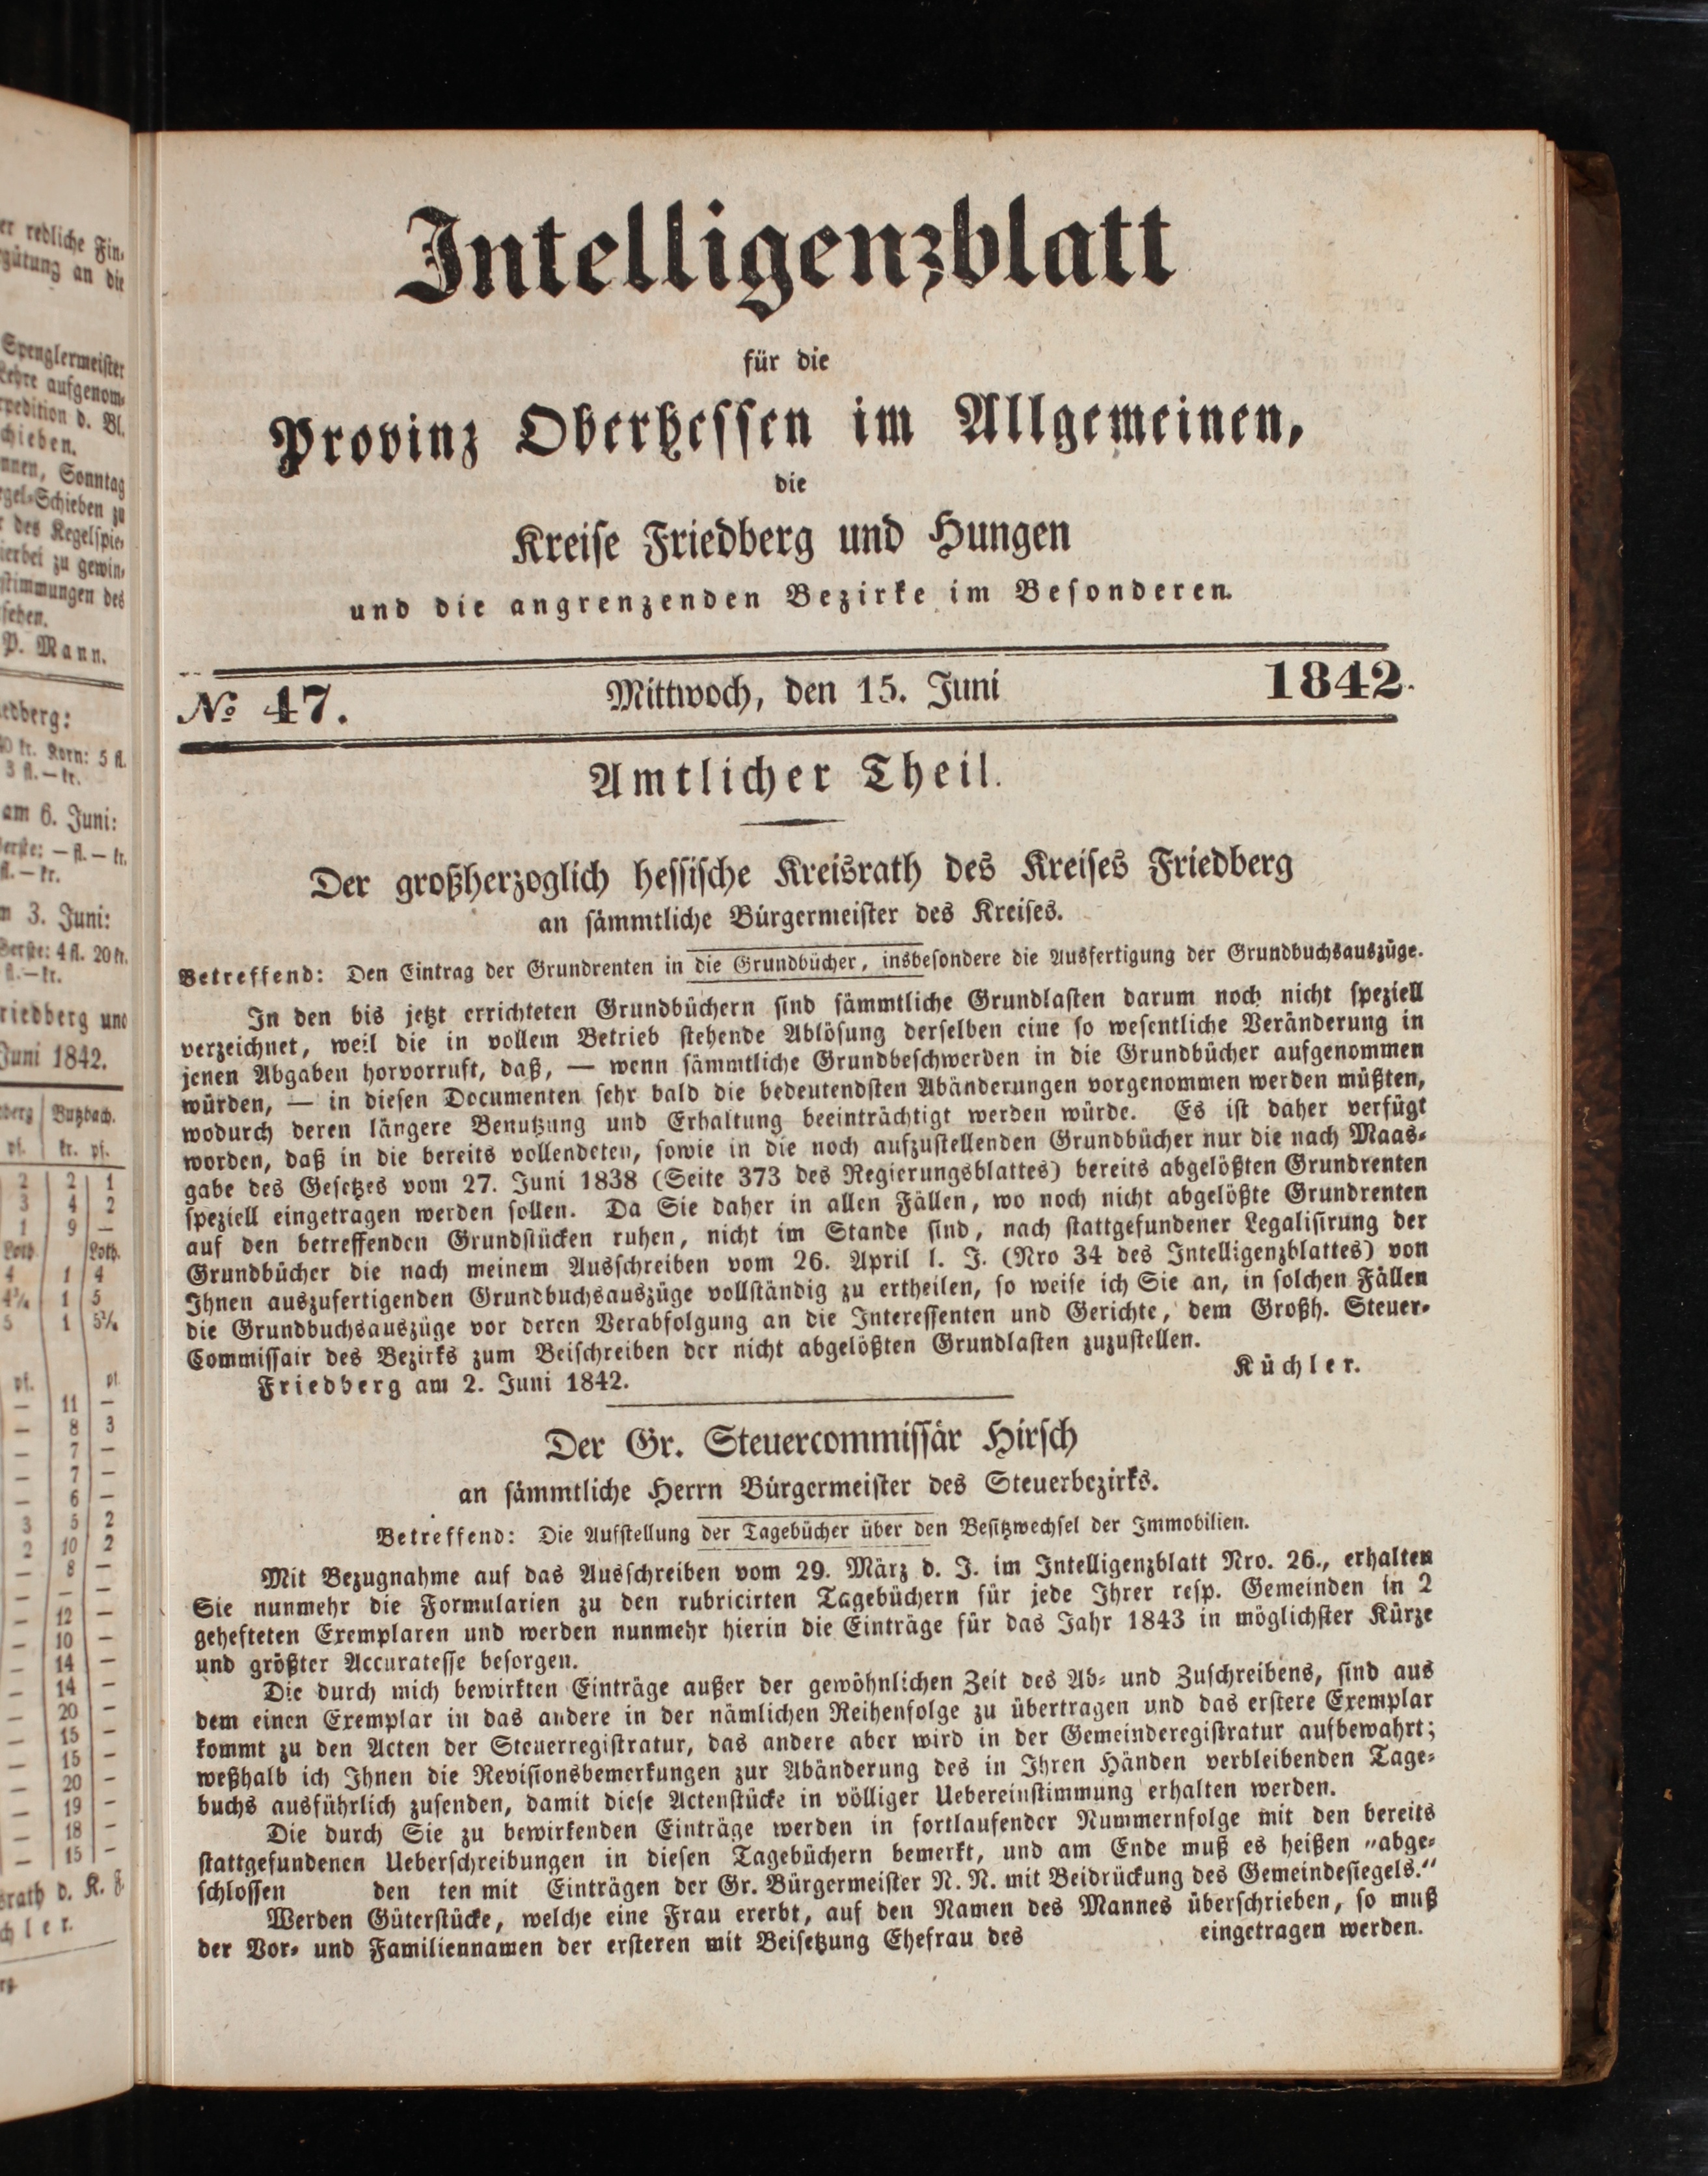 Intelligenzblatt
für die
Provinz Oberhessen im Allgemeinen,
die
Kreise Friedberg und Hungen
und die angrenzenden Bezirke im Besonderen.
№ 47.
Mittwoch, den 15. Juni
1842.
Amtlicher Theil.
Der großherzoglich hessische Kreisrath des Kreises Friedberg
an sämmtliche Bürgermeister des Kreises.
Betreffend: Den Eintrag der Grundrenten in die Grundbücher, insbesondere die Ausfertigung der Grundbuchsauszüge.
In den bis jetzt errichteten Grundbüchern sind sämmtliche Grundlasten darum noch nicht speziell
verzeichnet, weil die in vollem Betrieb stehende Ablösung derselben eine so wesentliche Veränderung in
jenen Abgaben horvorruft, daß, — wenn sämmtliche Grundbeschwerden in die Grundbücher aufgenommen
würden, — in diesen Documenten sehr bald die bedeutendsten Abänderungen vorgenommen werden müßten,
wodurch deren längere Benutzung und Erhaltung beeinträchtigt werden würde. Es ist daher verfügt
worden, daß in die bereits vollendeten, sowie in die noch aufzustellenden Grundbücher nur die nach Maas-
gabe des Gesetzes vom 27. Juni 1838 (Seite 373 des Regierungsblattes) bereits abgelößten Grundrenten
speziell eingetragen werden sollen. Da Sie daher in allen Fällen, wo noch nicht abgelößte Grundrenten
auf den betreffenden Grundstücken ruhen, nicht im Stande sind, nach stattgefundener Legalisirung der
Grundbücher die nach meinem Ausschreiben vom 26. April l. J. (Nro 34 des Intelligenzblattes) von
Ihnen auszufertigenden Grundbuchsauszüge vollständig zu ertheilen, so weise ich Sie an, in solchen Fällen
die Grundbuchsauszüge vor deren Verabfolgung an die Interessenten und Gerichte, dem Großh. Steuer-
Commissair des Bezirks zum Beischreiben der nicht abgelößten Grundlasten zuzustellen.
Friedberg am 2. Juni 1842.
Küchler.
Der Gr. Steuercommissär Hirsch
an sämmtliche Herrn Bürgermeister des Steuerbezirks.
Betreffend: Die Aufstellung der Tagebücher über den Besitzwechsel der Immobilien.
Mit Bezugnahme auf das Ausschreiben vom 29. März d. J. im Intelligenzblatt Nro. 26., erhalten
Sie nunmehr die Formularien zu den rubricirten Tagebüchern für jede Ihrer resp. Gemeinden in 2
gehefteten Exemplaren und werden nunmehr hierin die Einträge für das Jahr 1843 in möglichster Kürze
und größter Accuratesse besorgen.
Die durch mich bewirkten Einträge außer der gewöhnlichen Zeit des Ab- und Zuschreibens, sind aus
dem einen Exemplar in das andere in der nämlichen Reihenfolge zu übertragen und das erstere Exemplar
kommt zu den Acten der Steuerregistratur, das andere aber wird in der Gemeinderegistratur aufbewahrt;
weßhalb ich Ihnen die Revisionsbemerkungen zur Abänderung des in Ihren Händen verbleibenden Tage-
buchs ausführlich zusenden, damit diese Actenstücke in völliger Uebereinstimmung erhalten werden.
Die durch Sie zu bewirkenden Einträge werden in fortlaufender Nummernfolge mit den bereits
stattgefundenen Ueberschreibungen in diesen Tagebüchern bemerkt, und am Ende muß es heißen „abge-
schlossen den ten mit Einträgen der Gr. Bürgermeister N. N. mit Beidrückung des Gemeindesiegels.“
Werden Güterstücke, welche eine Frau ererbt, auf den Namen des Mannes überschrieben, so muß
der Vor- und Familiennamen der ersteren mit Beisetzung Ehefrau des eingetragen werden.